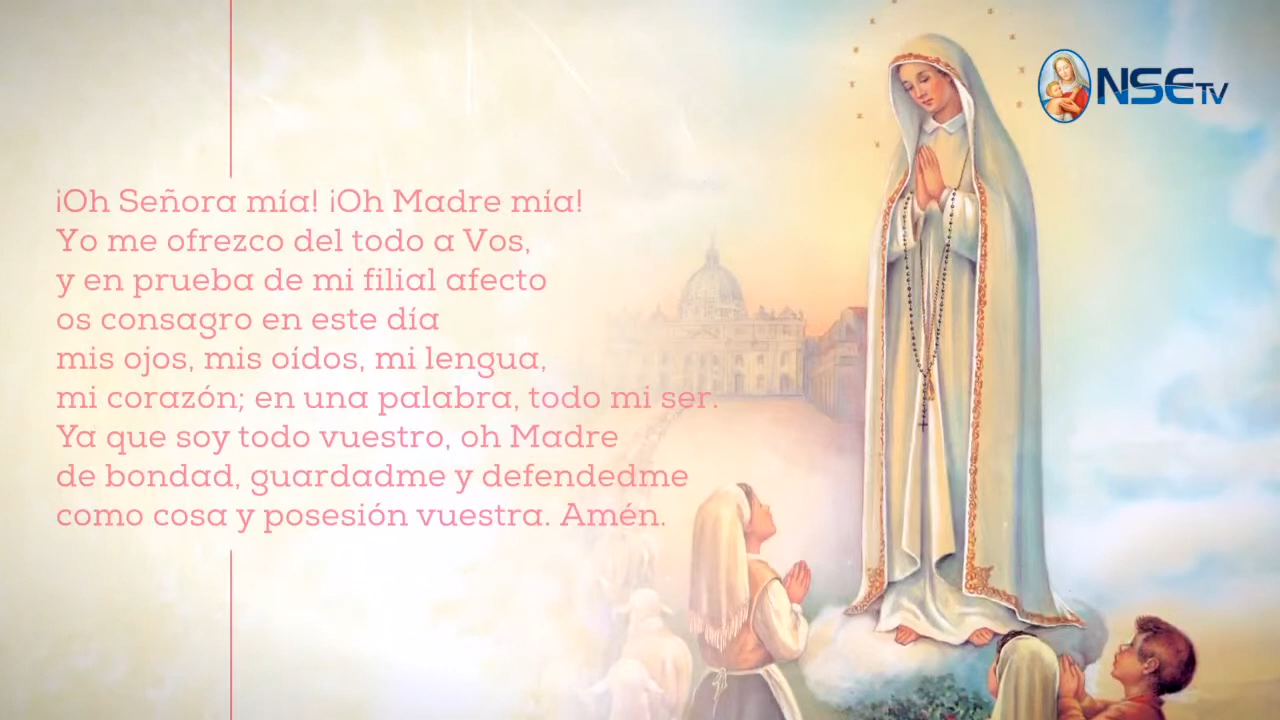 ¡Oh Señora mía! ¡Oh Madre mía!
Yo me ofrezco del todo a Vos,
y en prueba de mi filial afecto
os consagro en este día
mis ojos, mis oídos, mi lengua,
mi corazón; en una palabra, todo mi ser.
Ya que soy todo vuestro, oh Madre
de bondad, guardadme y defendedme
como cosa y posesión vuestra. Amén.
NSE TV